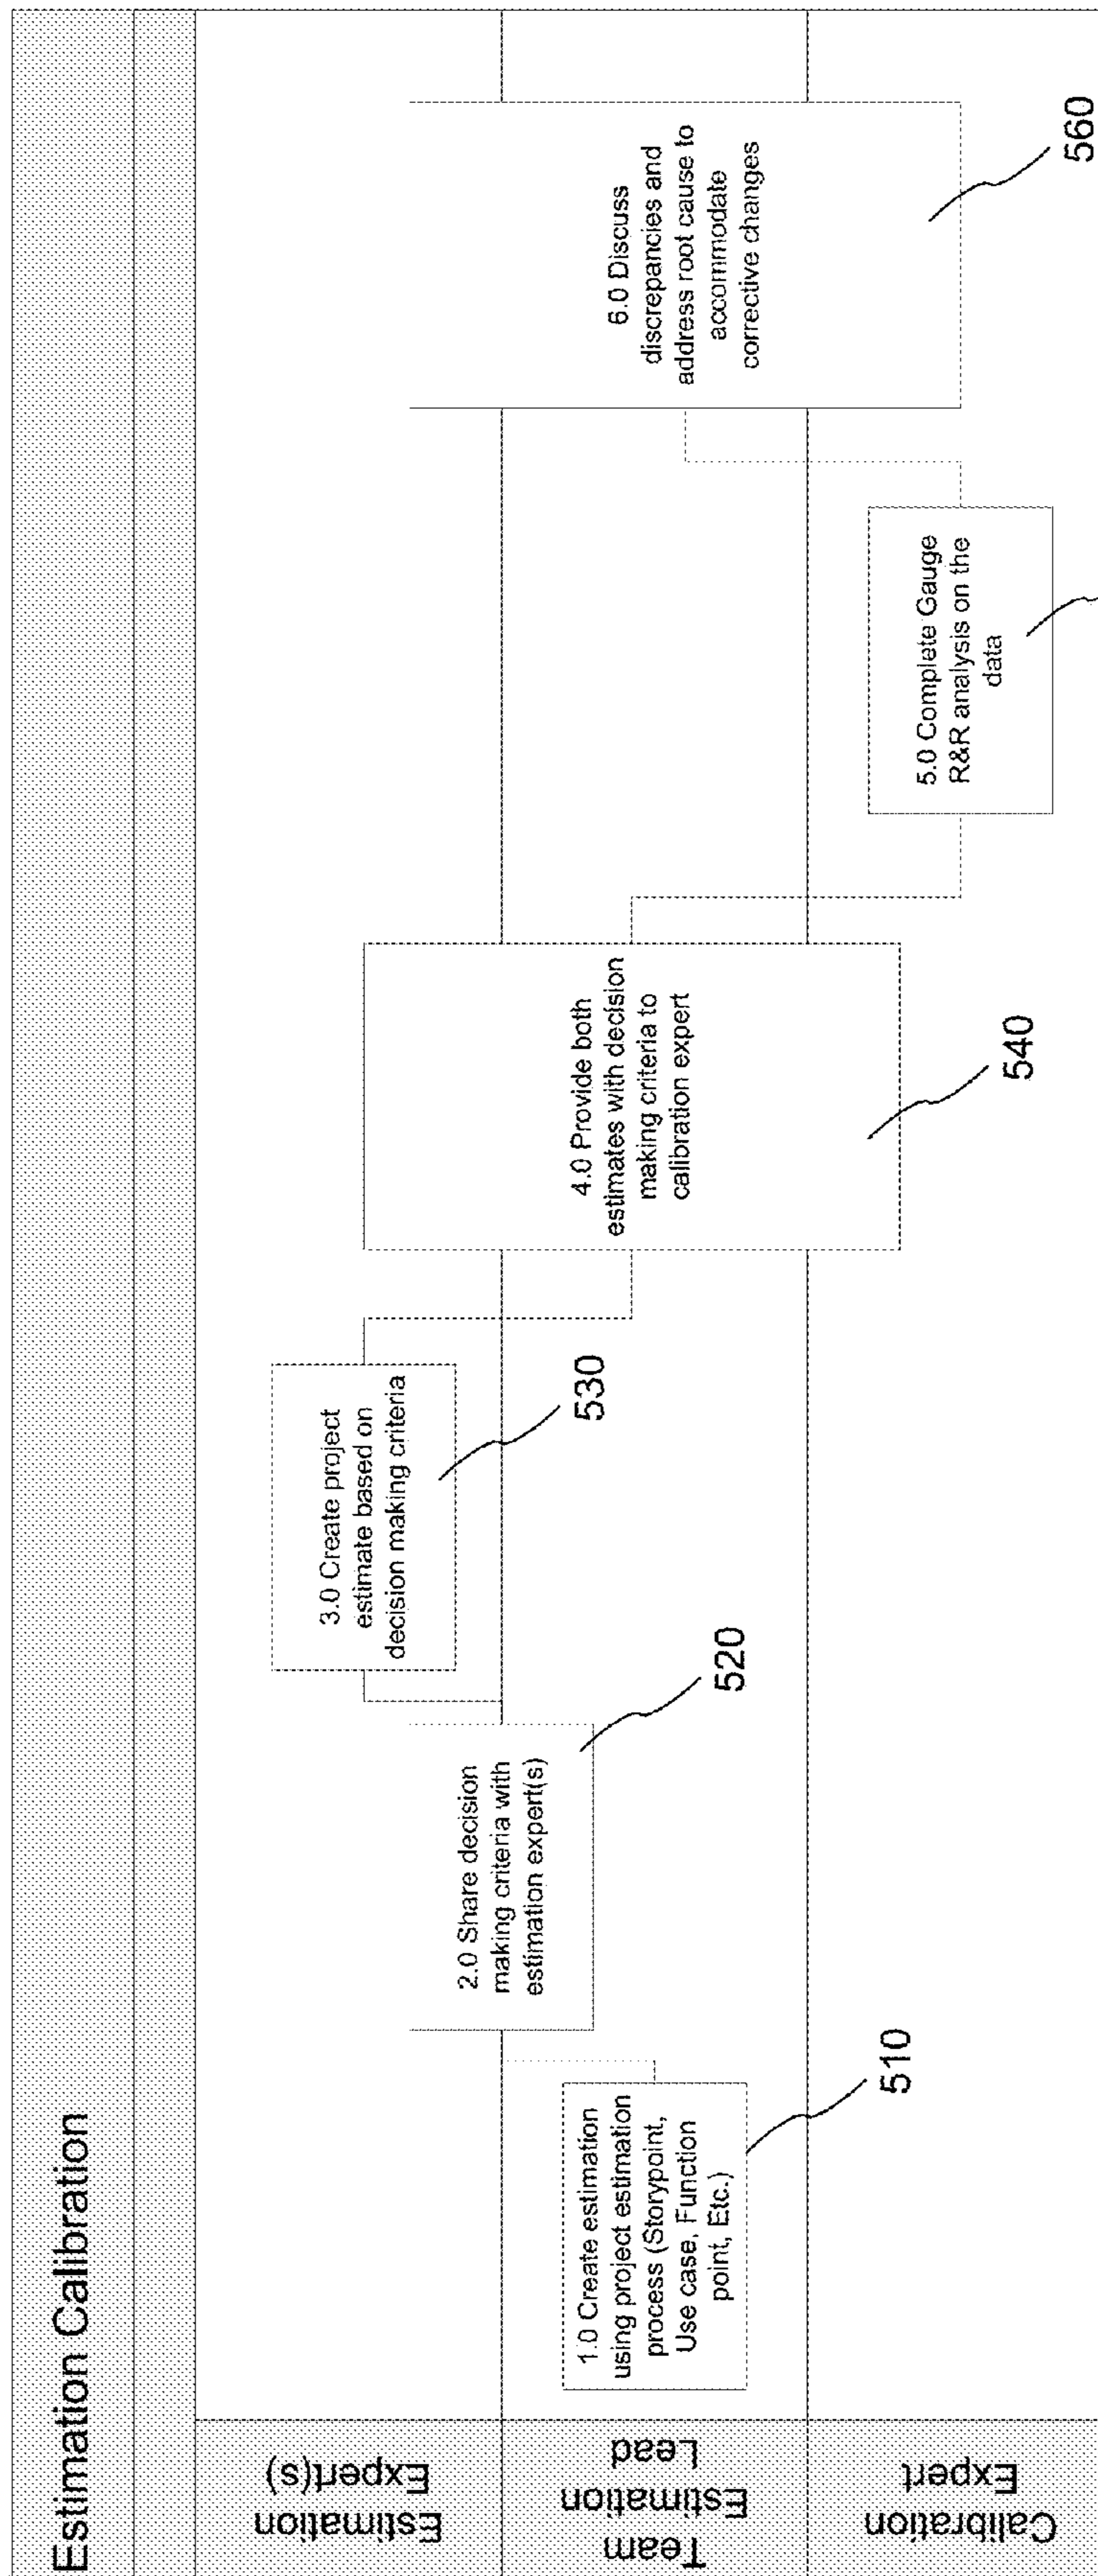 Estimation Calibration
Estimation
Expert(s)
Team
Estimation
Lead
Calibration
Expert
1.0 Create estimation
using project estimation
process (Storypoint,
Use case, Function
point, Etc.)
510
2.0 Share decision
making criteria with
estimation expert(s)
520
3.0 Create project
estimate based on
decision making criteria
530
4.0 Provide both
estimates with decision
making criteria to
calibration expert
540
5.0 Complete Gauge
R&R analysis on the
data
6.0 Discuss
discrepancies and
address root cause to
accommodate
corrective changes
560